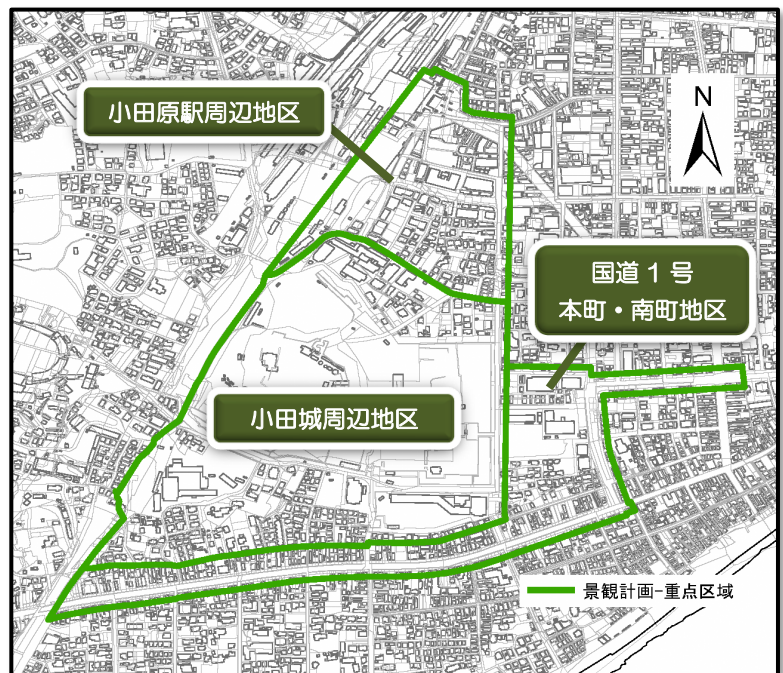 小田原駅周辺地区
N
国道1号
本町・南町地区
小田城周辺地区
景観計画-重点区域